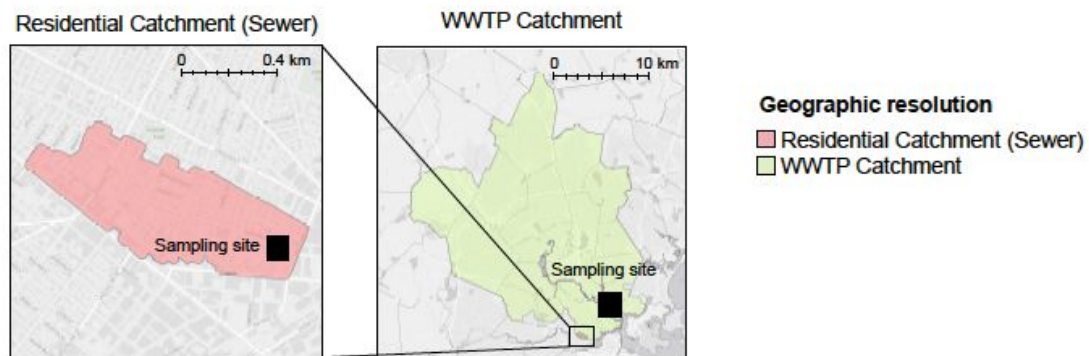 Residential Catchment (Sewer)
0 0.4 km
Sampling site
WWTP Catchment
0 10 km
Sampling site
Geographic resolution
Residential Catchment (Sewer)
WWTP Catchment